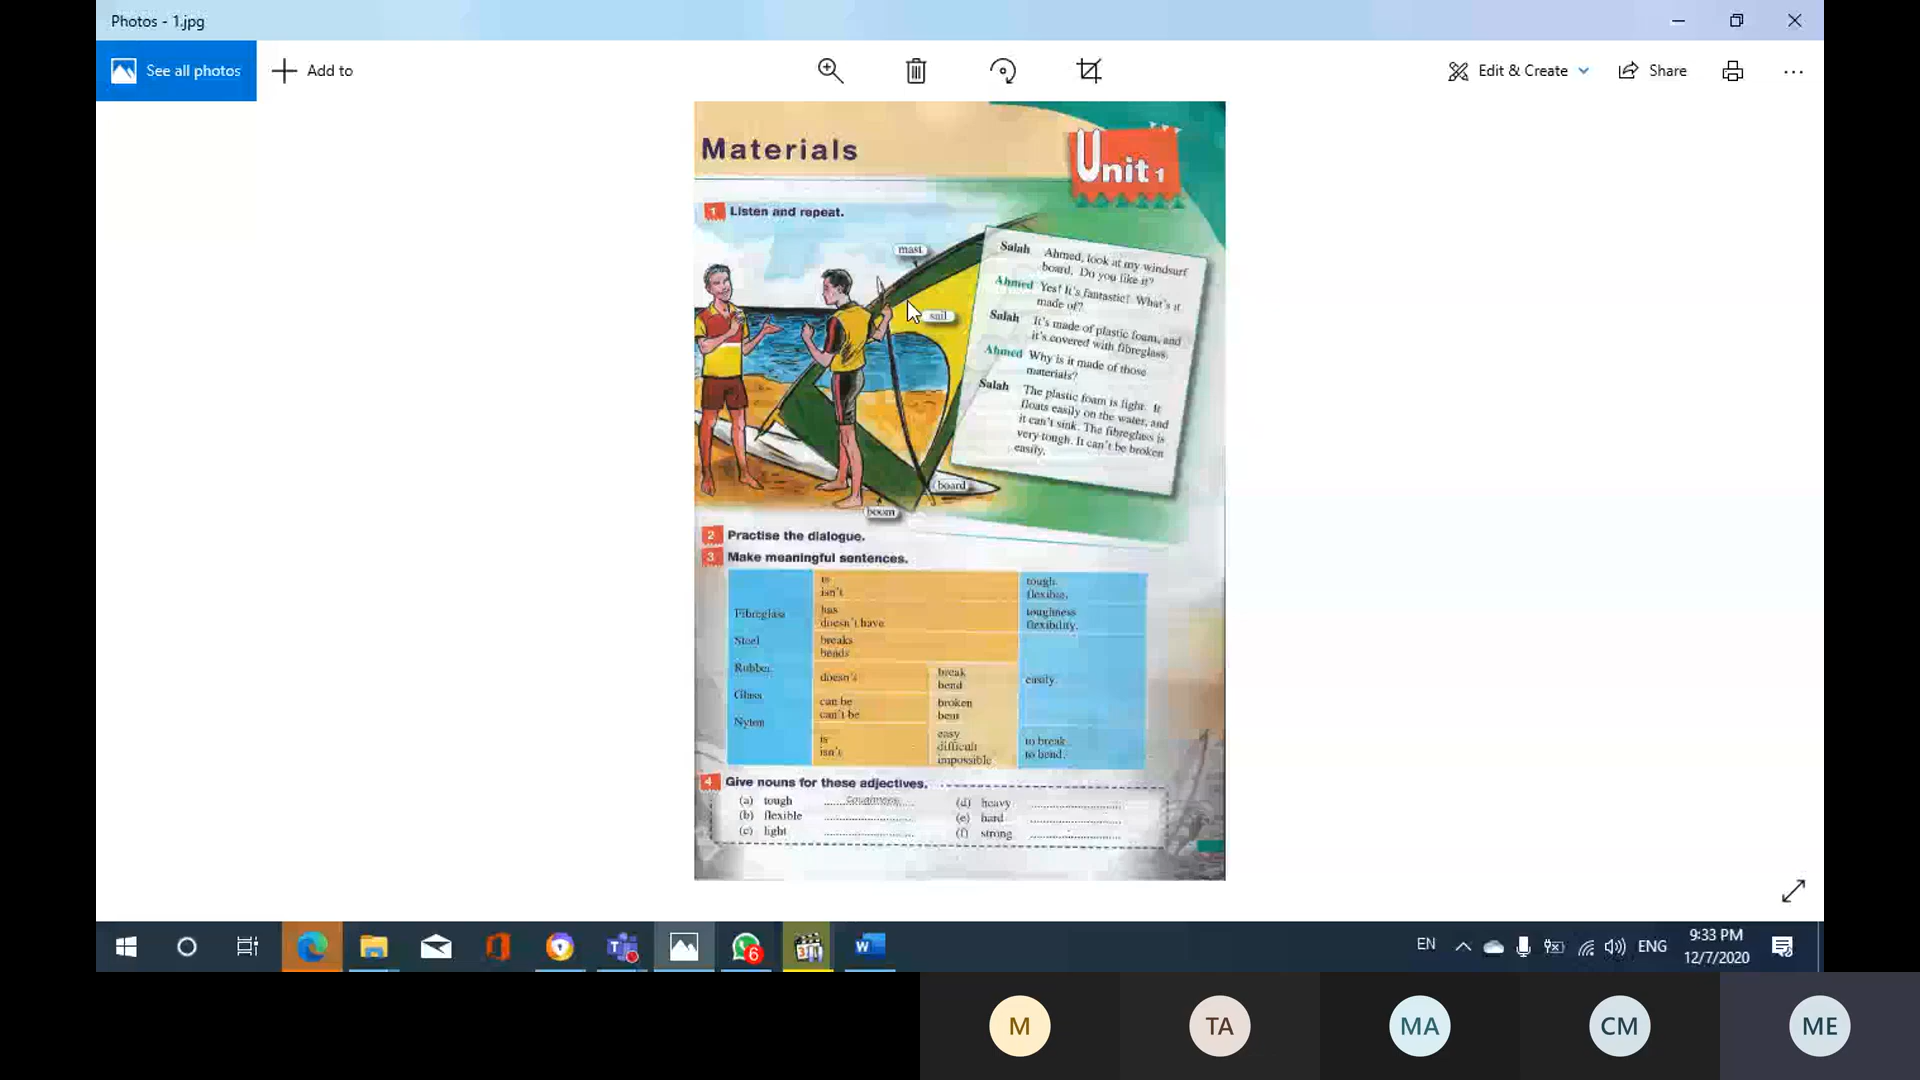 Photos - 1.jpg
See all photos
Add to
Edit & Create
Share
Materials
Unit 1
1 Listen and repeat.
mast
sail
board
boom
Salah Ahmed, look at my windsurf
board. Do you like it?
Ahmed Yes! It's fantastic! What's it
made of?
Salah It's made of plastic foam, and
it's covered with fibreglass.
Ahmed Why is it made of those
materials?
Salah The plastic foam is light. It
floats easily on the water, and
it can't sink. The fibreglass is
very tough. It can't be broken
easily.
2 Practise the dialogue.
3 Make meaningful sentences.
Fibreglass
Steel
Rubber
Glass
Nylon
is
isn't
has
doesn't have
breaks
bends
doesn't
can be
can't be
is
isn't
break
bend
broken
bent
easy
difficult
impossible
tough.
flexible.
toughness
flexibility.
easily.
to break.
to bend.
4 Give nouns for these adjectives.
(a) tough toughness (d) heavy
(b) flexible (e) hard
(c) light (f) strong
31
W
6
EN
ENG
9:33 PM
12/7/2020
M
TA
MA
CM
ME